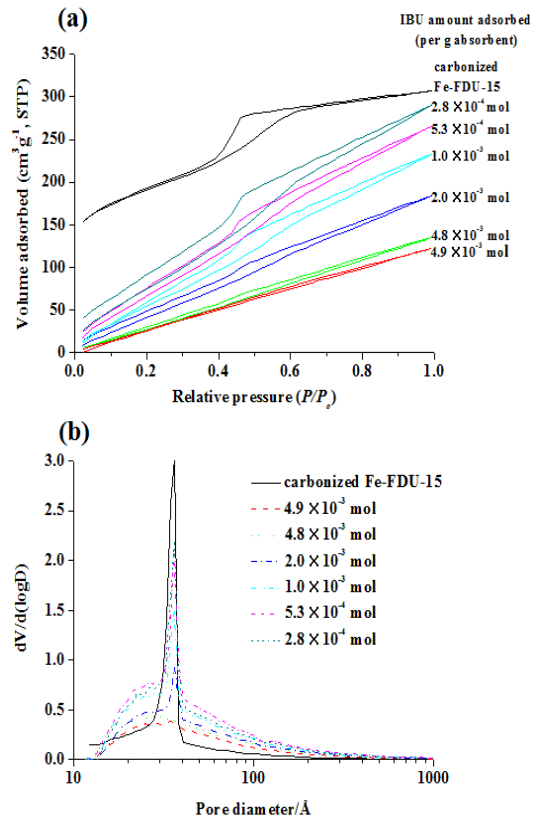 (a)
IBU amount adsorbed
(per g absorbent)
carbonized
Fe-FDU-15
2.8 ×10⁻⁴ mol
5.3 ×10⁻⁴ mol
1.0 ×10⁻³ mol
2.0 ×10⁻³ mol
4.8 ×10⁻³ mol
4.9 ×10⁻³ mol
350
300
250
200
150
100
50
0
Volume adsorbed (cm³g⁻¹, STP)
0.0 0.2 0.4 0.6 0.8 1.0
Relative pressure (P/Pₒ)
(b)
carbonized Fe-FDU-15
4.9 ×10⁻³ mol
4.8 ×10⁻³ mol
2.0 ×10⁻³ mol
1.0 ×10⁻³ mol
5.3 ×10⁻⁴ mol
2.8 ×10⁻⁴ mol
3.0
2.5
2.0
1.5
1.0
0.5
0.0
dV/d(logD)
10 100 1000
Pore diameter/Å